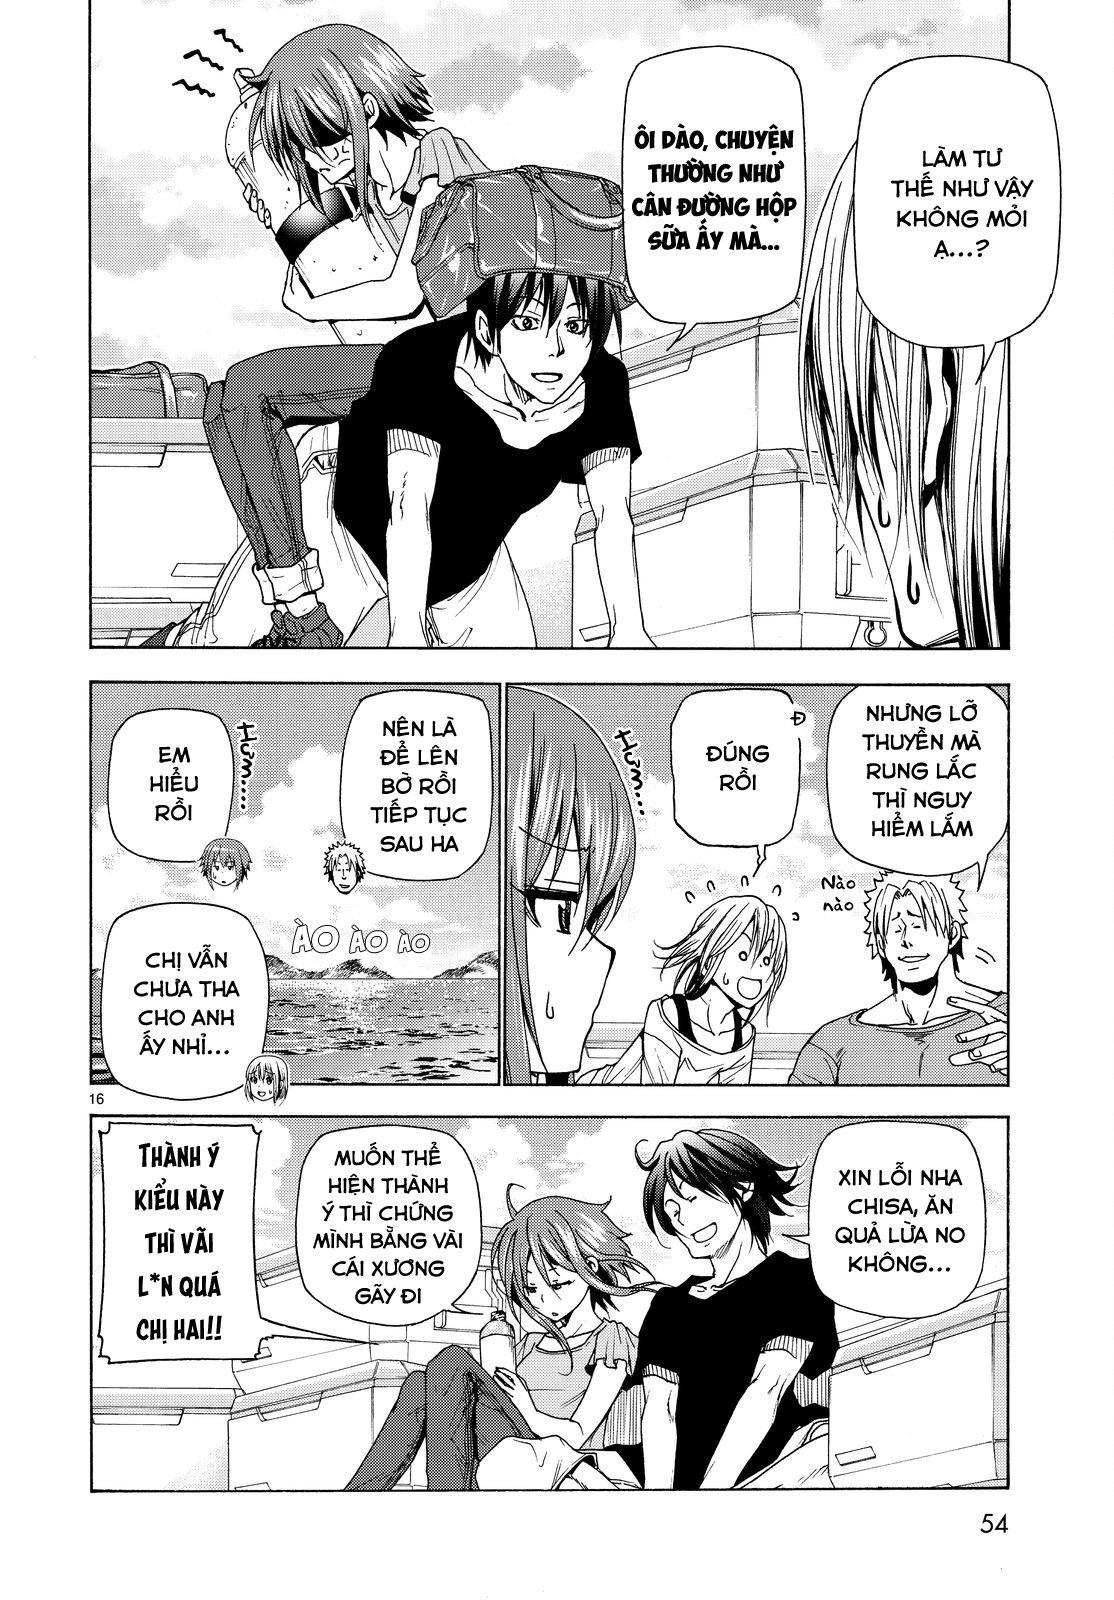 LÀM TƯ
THẾ NHƯ VẬY
KHÔNG MỎI
Ạ...?
ÔI DÀO, CHUYỆN
THƯỜNG NHƯ
CÂN ĐƯỜNG HỘP
SỮA ẤY MÀ...
NHƯNG LỠ
THUYỀN MÀ
RUNG LẮC
THÌ NGUY
HIỂM LẮM
Nào
nào
Đ
ĐÚNG
RỒI
Hưm...
NÊN LÀ
ĐỂ LÊN
BỜ RỒI
TIẾP TỤC
SAU HA
Hưm...
EM
HIỂU
RỒI
ÀO ÀO ÀO
CHỊ VẪN
CHƯA THA
CHO ANH
ẤY NHỈ...
16
XIN LỖI NHA
CHISA, ĂN
QUẢ LỪA NO
KHÔNG...
MUỐN THỂ
HIỆN THÀNH
Ý THÌ CHỨNG
MÌNH BẰNG VÀI
CÁI XƯƠNG
GÃY ĐI
THÀNH Ý
KIỂU NÀY
THÌ VÃI
L*N QUÁ
CHỊ HAI!!
54